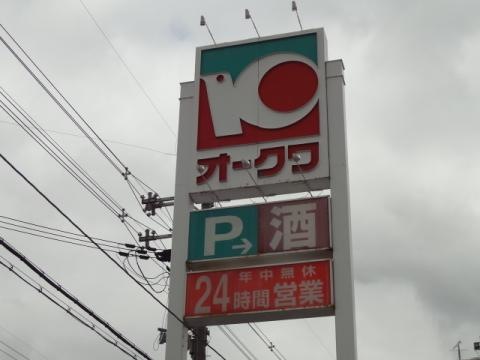 オークワ
P→ 酒
年中無休
24時間営業